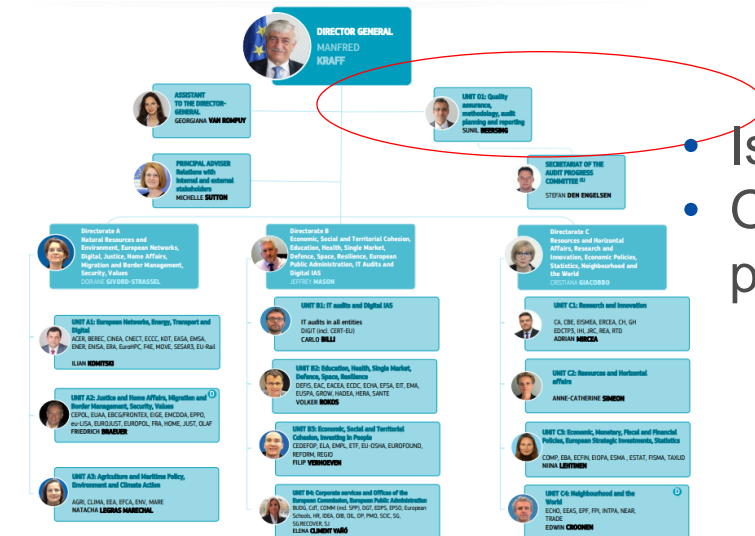 DIRECTOR GENERAL
MANFRED
KRAFF
ASSISTANT
TO THE DIRECTOR-
GENERAL
GEORGIANA VAN ROMPUY
UNIT 01: Quality
assurance,
methodology, audit
planning and reporting
SUNIL BEERSING
PRINCIPAL ADVISER
Relations with
internal and external
stakeholders
MICHELLE SUTTON
SECRETARIAT OF THE
AUDIT PROGRESS
COMMITTEE (1)
STEFAN DEN ENGELSEN
Is
C
p
Directorate A
Natural Resources and
Environment, European Networks,
Digital, Justice, Home Affairs,
Migration and Border Management,
Security, Values
DORIANE GIVORD-STRASSEL
Directorate B
Economic, Social and Territorial Cohesion,
Education, Health, Single Market,
Defence, Space, Resilience, European
Public Administration, IT Audits and
Digital IAS
JEFFREY MASON
Directorate C
Resources and Horizontal
Affairs, Research and
Innovation, Economic Policies,
Statistics, Neighbourhood and
the World
CRISTIANA GIACOBBO
UNIT A1: European Networks, Energy, Transport and
Digital
ACER, BEREC, CINEA, CNECT, ECCC, KDT, EASA, EMSA,
ENER, ENISA, ERA, EuroHPC, F4E, MOVE, SESAR3, EU-Rail
ILIAN KOMITSKI
UNIT A2: Justice and Home Affairs, Migration and
Border Management, Security, Values
CEPOL, EUAA, EBCG/FRONTEX, EIGE, EMCDDA, EPPO,
eu-LISA, EUROJUST, EUROPOL, FRA, HOME, JUST, OLAF
FRIEDRICH BRAEUER
D
UNIT A3: Agriculture and Maritime Policy,
Environment and Climate Action
AGRI, CLIMA, EEA, EFCA, ENV, MARE
NATACHA LEGRAS MARECHAL
UNIT B1: IT audits and Digital IAS
IT audits in all entities
DIGIT (incl. CERT-EU)
CARLO BILLI
UNIT B2: Education, Health, Single Market,
Defence, Space, Resilience
DEFIS, EAC, EACEA, ECDC, ECHA, EFSA, EIT, EMA,
EUSPA, GROW, HADEA, HERA, SANTE
VOLKER ROKOS
UNIT B3: Economic, Social and Territorial
Cohesion, Investing in People
CEDEFOP, ELA, EMPL, ETF, EU-OSHA, EUROFOUND,
REFORM, REGIO
FILIP VERHOEVEN
UNIT B4: Corporate services and Offices of the
European Commission, European Public Administration
BUDG, CdT, COMM (incl. SPP), DGT, EDPS, EPSO, European
Schools, HR, IDEA, OIB, OIL, OP, PMO, SCIC, SG,
SG.RECOVER, SJ
ELENA CLIMENT VAÑÓ
UNIT C1: Research and Innovation
CA, CBE, EISMEA, ERCEA, CH, GH
EDCTP3, IHI, JRC, REA, RTD
ADRIAN MIRCEA
UNIT C2: Resources and Horizontal
affairs
ANNE-CATHERINE SIMEON
UNIT C3: Economic, Monetary, Fiscal and Financial
Policies, European Strategic Investments, Statistics
COMP, EBA, ECFIN, EIOPA, ESMA , ESTAT, FISMA, TAXUD
NIINA LEHTINEN
UNIT C4: Neighbourhood and the
World
ECHO, EEAS, EPF, FPI, INTPA, NEAR,
TRADE
EDWIN CROONEN
D